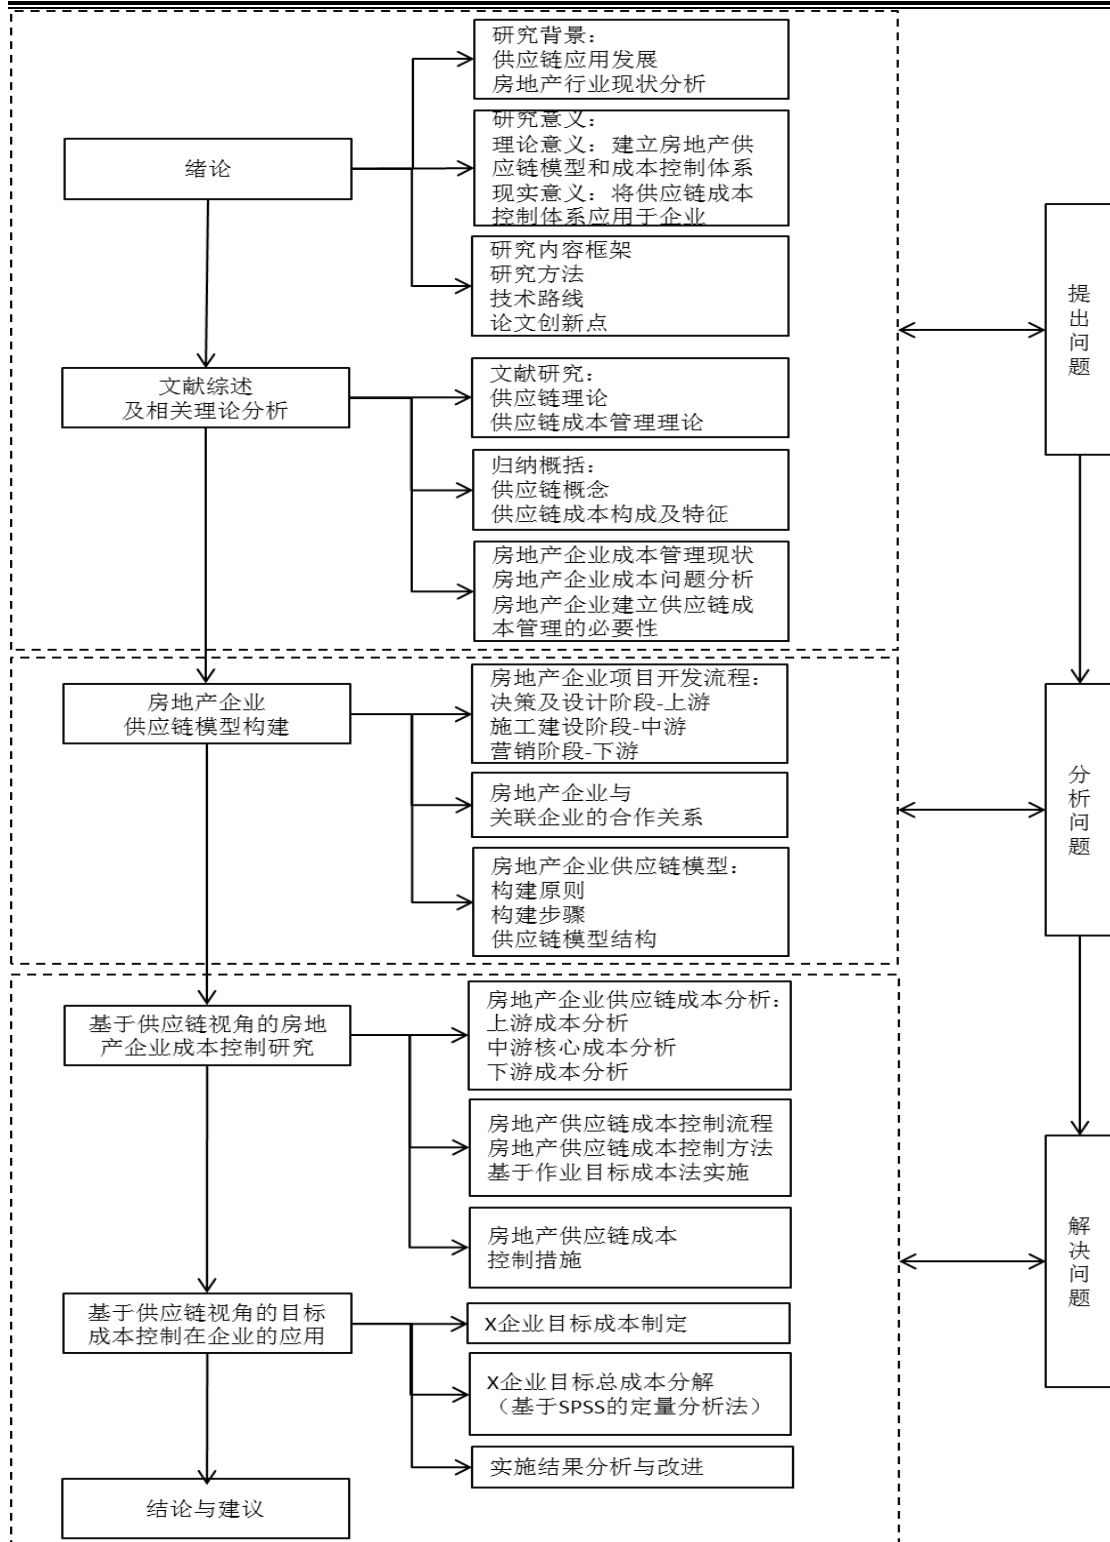 绪论
研究背景：
供应链应用发展
房地产行业现状分析
研究意义：
理论意义：建立房地产供
应链模型和成本控制体系
现实意义：将供应链成本
控制体系应用于企业
研究内容框架
研究方法
技术路线
论文创新点
文献综述
及相关理论分析
文献研究：
供应链理论
供应链成本管理理论
归纳概括：
供应链概念
供应链成本构成及特征
房地产企业成本管理现状
房地产企业成本问题分析
房地产企业建立供应链成
本管理的必要性
提
出
问
题
房地产企业
供应链模型构建
房地产企业项目开发流程：
决策及设计阶段-上游
施工建设阶段-中游
营销阶段-下游
房地产企业与
关联企业的合作关系
房地产企业供应链模型：
构建原则
构建步骤
供应链模型结构
分
析
问
题
基于供应链视角的房地
产企业成本控制研究
房地产企业供应链成本分析：
上游成本分析
中游核心成本分析
下游成本分析
房地产供应链成本控制流程
房地产供应链成本控制方法
基于作业目标成本法实施
房地产供应链成本
控制措施
基于供应链视角的目标
成本控制在企业的应用
X企业目标成本制定
X企业目标总成本分解
（基于SPSS的定量分析法）
实施结果分析与改进
结论与建议
解
决
问
题